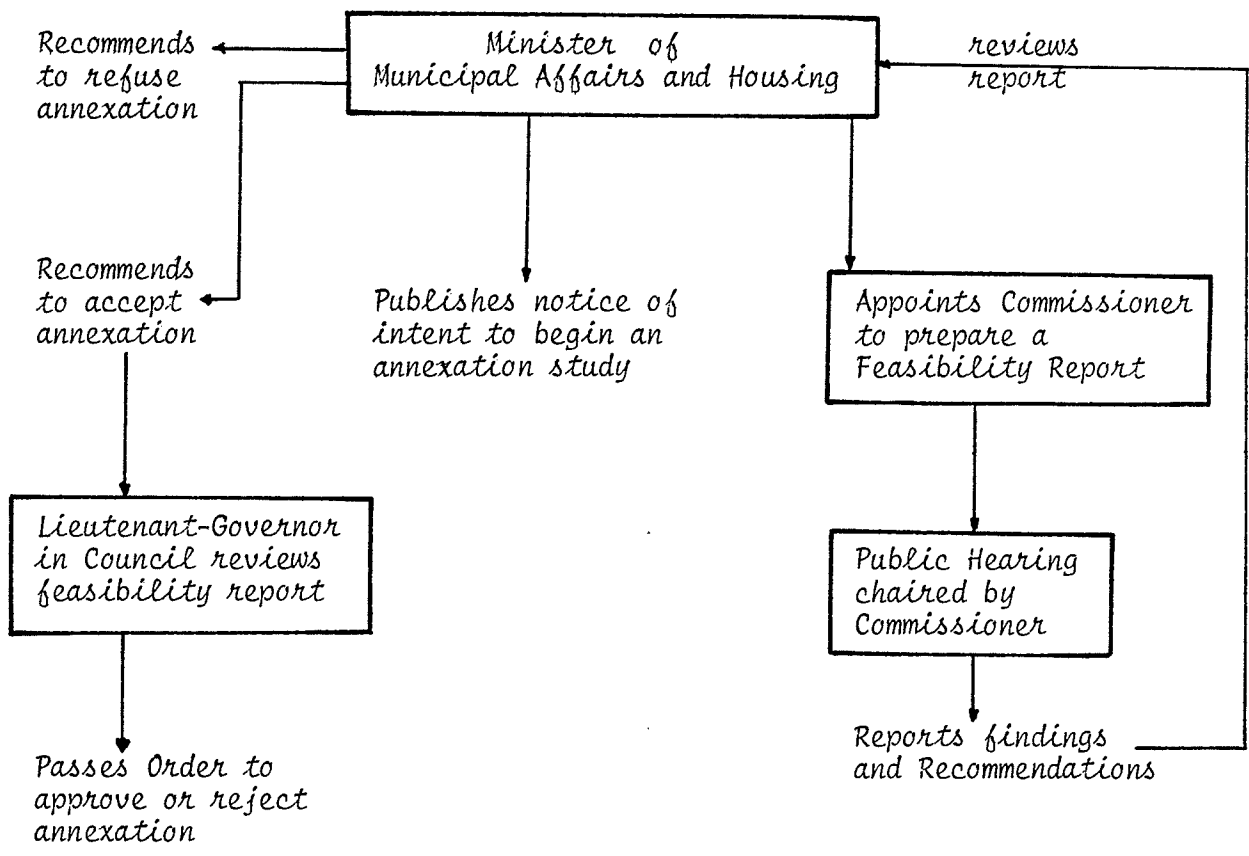 Recommends
to refuse
annexation
Minister of
Municipal Affairs and Housing
reviews
report
Recommends
to accept
annexation
Publishes notice of
intent to begin an
annexation study
Appoints Commissioner
to prepare a
Feasibility Report
Lieutenant-Governor
in Council reviews
feasibility report
Public Hearing
chaired by
Commissioner
Reports findings
and Recommendations
Passes Order to
approve or reject
annexation